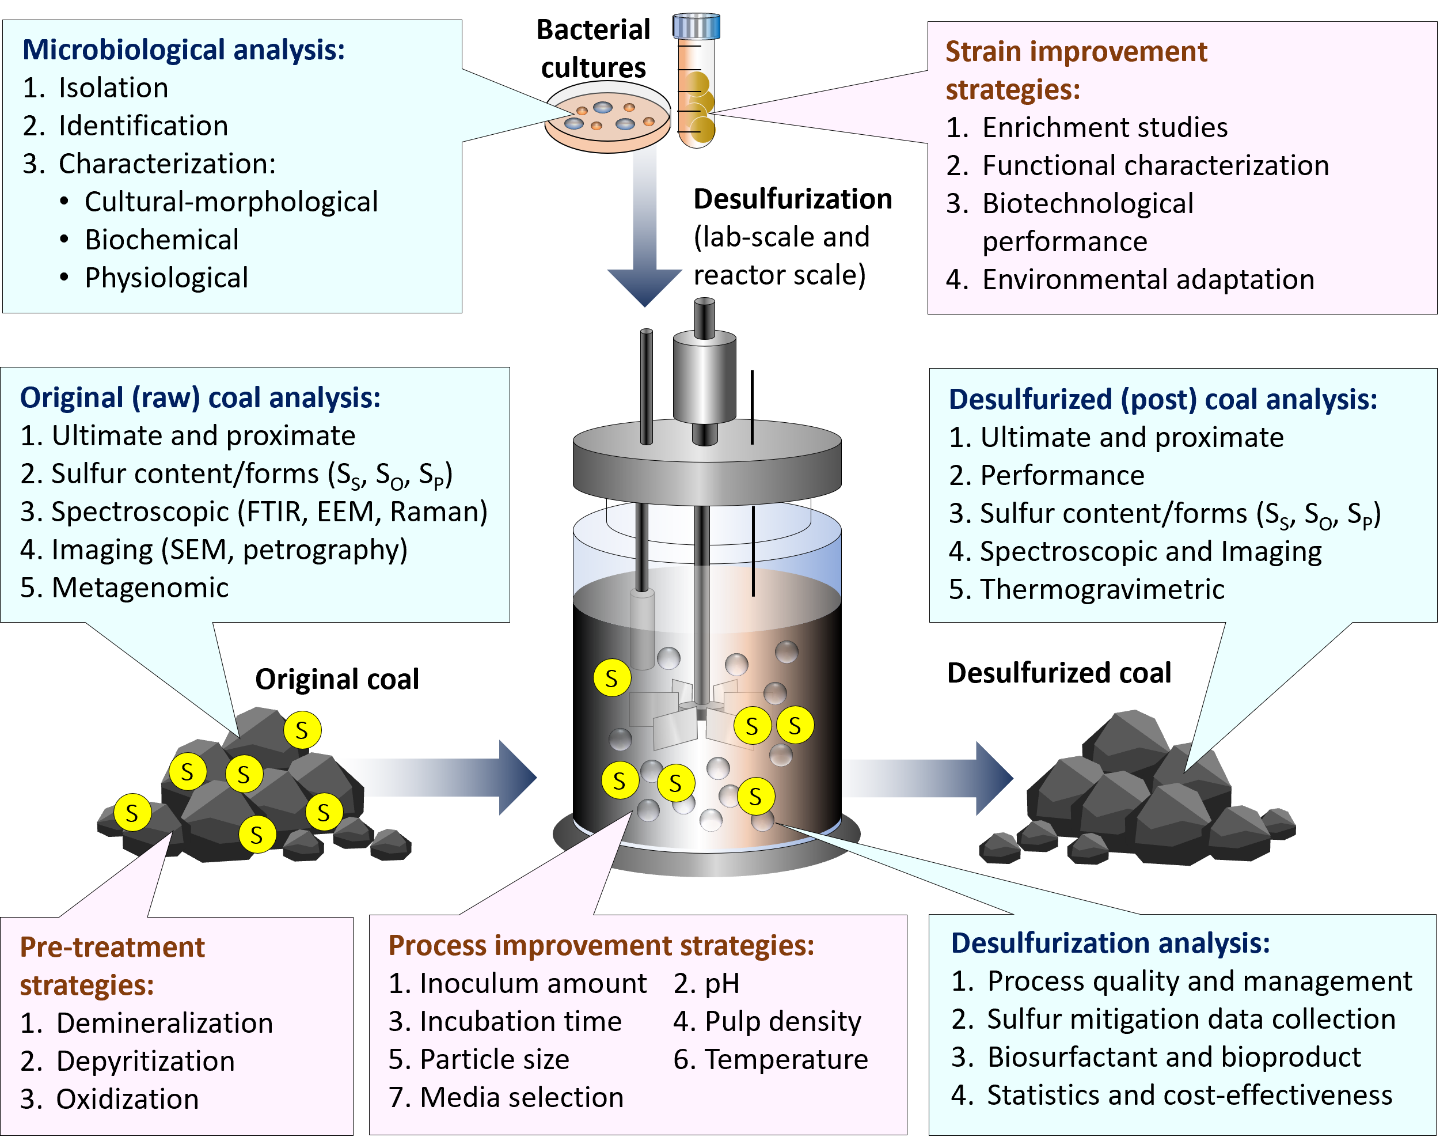 Microbiological analysis:
1. Isolation
2. Identification
3. Characterization:
• Cultural-morphological
• Biochemical
• Physiological
Bacterial
cultures
Strain improvement
strategies:
1. Enrichment studies
2. Functional characterization
3. Biotechnological
performance
4. Environmental adaptation
Desulfurization
(lab-scale and
reactor scale)
Original (raw) coal analysis:
1. Ultimate and proximate
2. Sulfur content/forms (S_S, S_O, S_P)
3. Spectroscopic (FTIR, EEM, Raman)
4. Imaging (SEM, petrography)
5. Metagenomic
Desulfurized (post) coal analysis:
1. Ultimate and proximate
2. Performance
3. Sulfur content/forms (S_S, S_O, S_P)
4. Spectroscopic and Imaging
5. Thermogravimetric
Original coal
S
S
S
S
S
S
S
S
S
S
S
S
Desulfurized coal
Pre-treatment
strategies:
1. Demineralization
2. Depyritization
3. Oxidization
Process improvement strategies:
1. Inoculum amount 2. pH
3. Incubation time 4. Pulp density
5. Particle size 6. Temperature
7. Media selection
Desulfurization analysis:
1. Process quality and management
2. Sulfur mitigation data collection
3. Biosurfactant and bioproduct
4. Statistics and cost-effectiveness